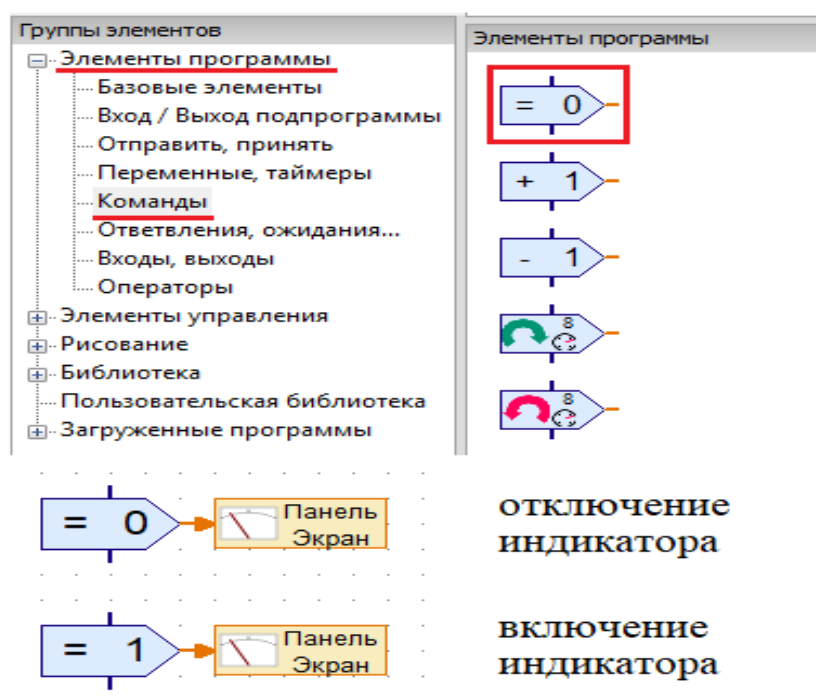 Группы элементов
Элементы программы
Базовые элементы
Вход / Выход подпрограммы
Отправить, принять
Переменные, таймеры
Команды
Ответвления, ожидания...
Входы, выходы
Операторы
Элементы управления
Рисование
Библиотека
Пользовательская библиотека
Загруженные программы
Элементы программы
= 0
+ 1
- 1
8
8
= 0
Панель
Экран
отключение
индикатора
= 1
Панель
Экран
включение
индикатора